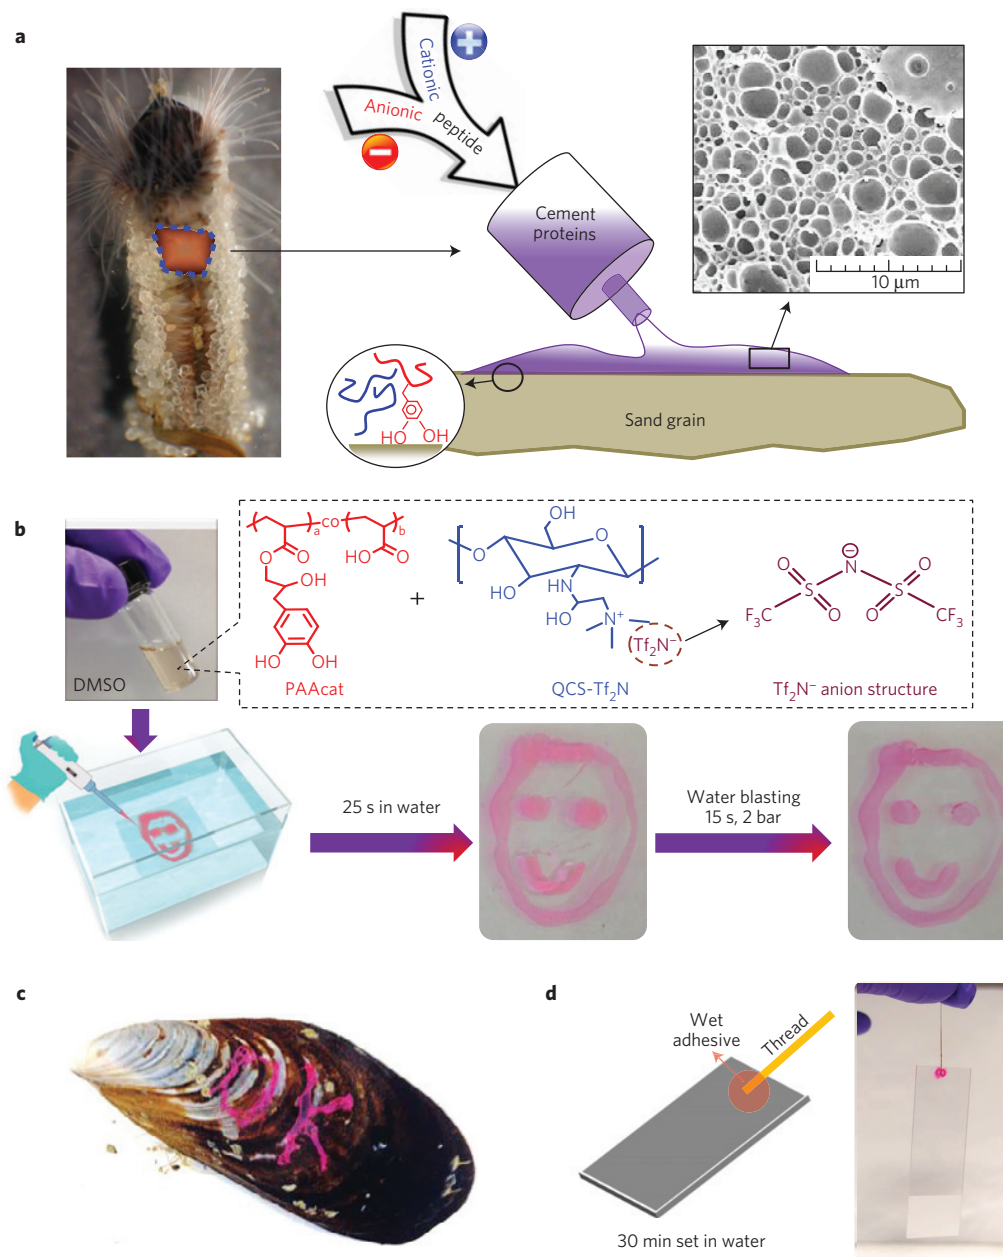 a
Cationic
Anionic peptide
+
−
Cement
proteins
10 μm
HO OH
Sand grain
b
DMSO
a co b
O O HO O
OH
HO OH
PAAcat
+
OH
O O
HO HN
HO N⁺
Tf₂N⁻
QCS-Tf₂N
⊖
O N O
S S
F₃C O O CF₃
Tf₂N⁻ anion structure
25 s in water
Water blasting
15 s, 2 bar
c
d
Wet
adhesive
Thread
30 min set in water